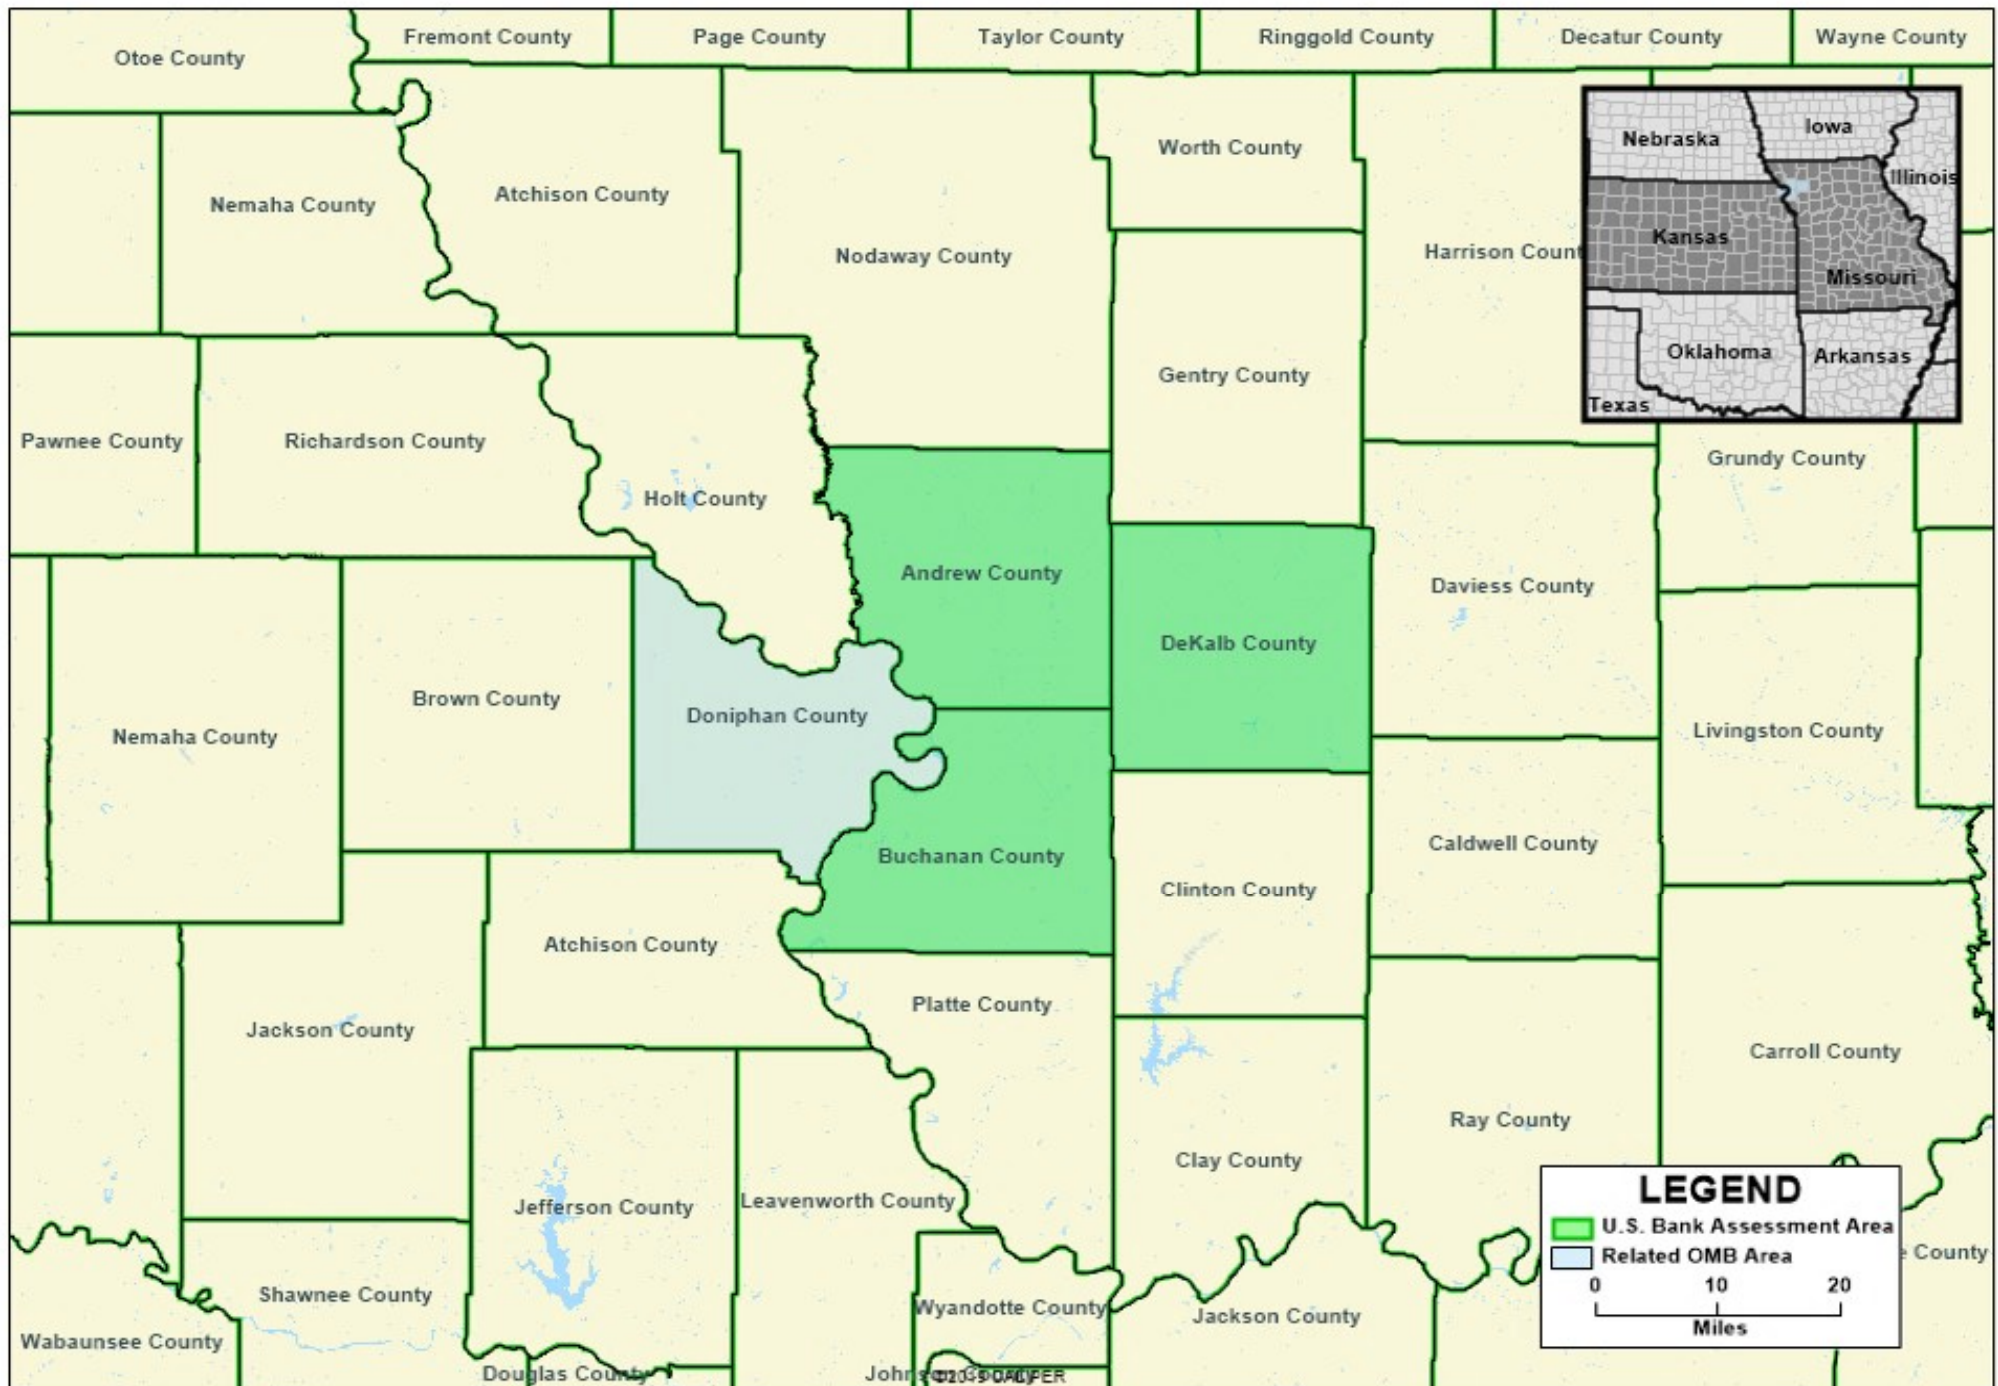 Fremont County
Page County
Taylor County
Ringgold County
Decatur County
Wayne County
Otoe County
Nebraska
Iowa
Illinois
Kansas
Missouri
Oklahoma
Arkansas
Texas
Worth County
Atchison County
Nemaha County
Nodaway County
Harrison Count
Gentry County
Pawnee County
Richardson County
Grundy County
Holt County
Andrew County
Daviess County
DeKalb County
Brown County
Doniphan County
Livingston County
Nemaha County
Caldwell County
Buchanan County
Clinton County
Atchison County
Platte County
Jackson County
Carroll County
Ray County
Clay County
Leavenworth County
Jefferson County
LEGEND
U.S. Bank Assessment Area
Related OMB Area
0 10 20
Miles
e County
Shawnee County
Wyandotte County
Jackson County
Wabaunsee County
Douglas County